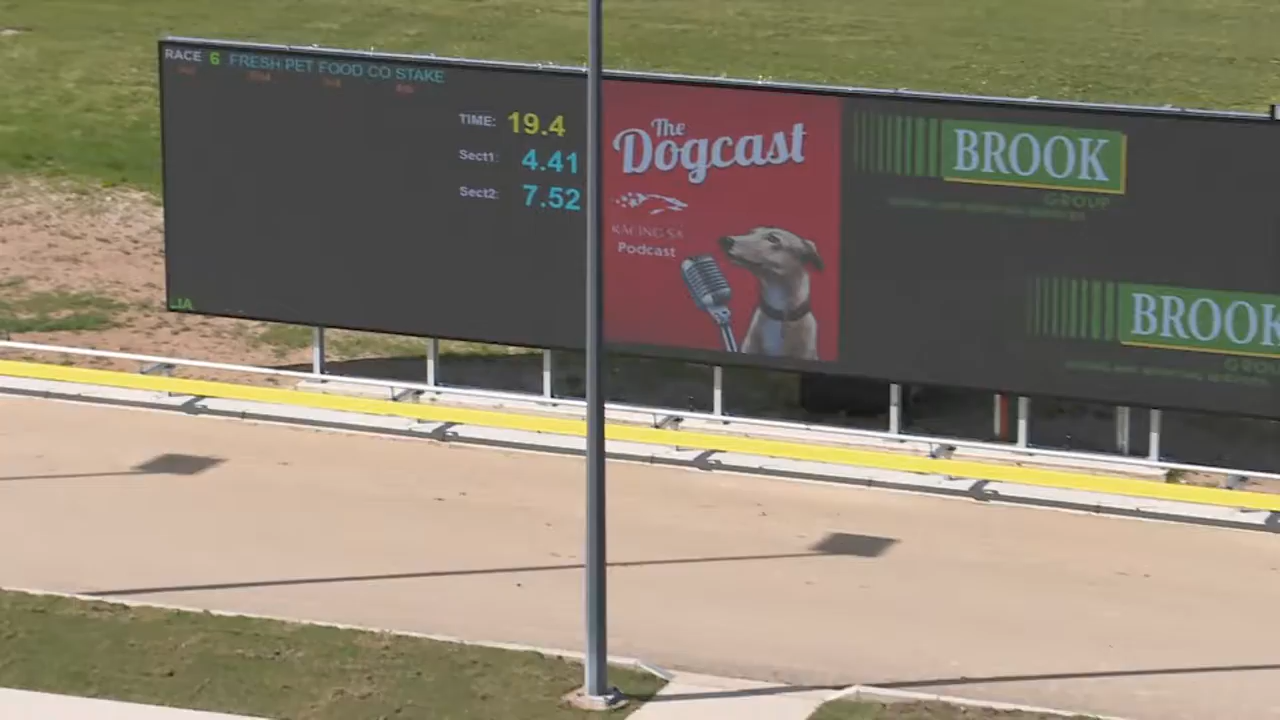 RACE 6 FRESH PET FOOD CO STAKE
TIME: 19.4
Sect1: 4.41
Sect2: 7.52
The
Dogcast
RACING SA
Podcast
BROOK
GROUP
BROOK